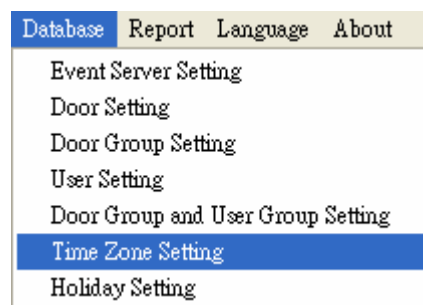 Database Report Language About
Event Server Setting
Door Setting
Door Group Setting
User Setting
Door Group and User Group Setting
Time Zone Setting
Holiday Setting